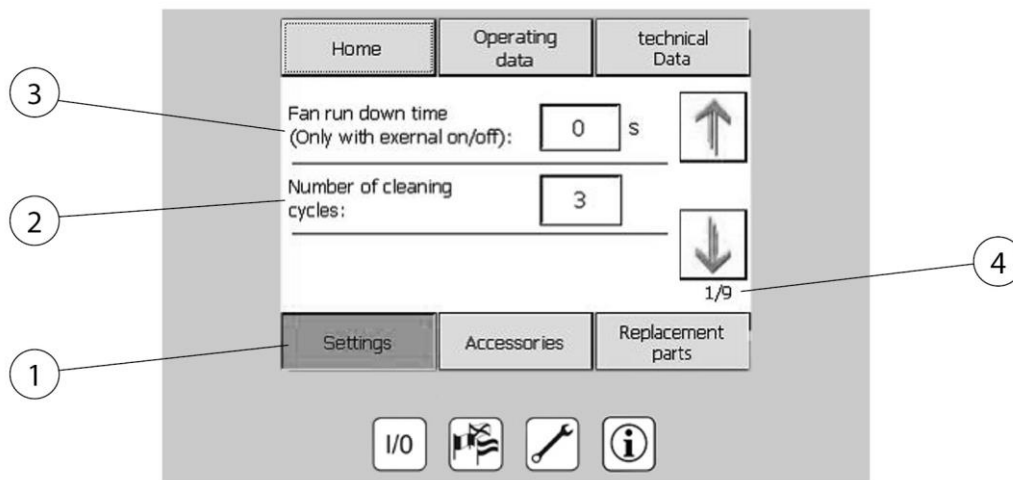 Home
Operating
data
technical
Data
3
Fan run down time
(Only with exernal on/off):
0
s
2
Number of cleaning
cycles:
3
4
1/9
1
Settings
Accessories
Replacement
parts
I/0
i